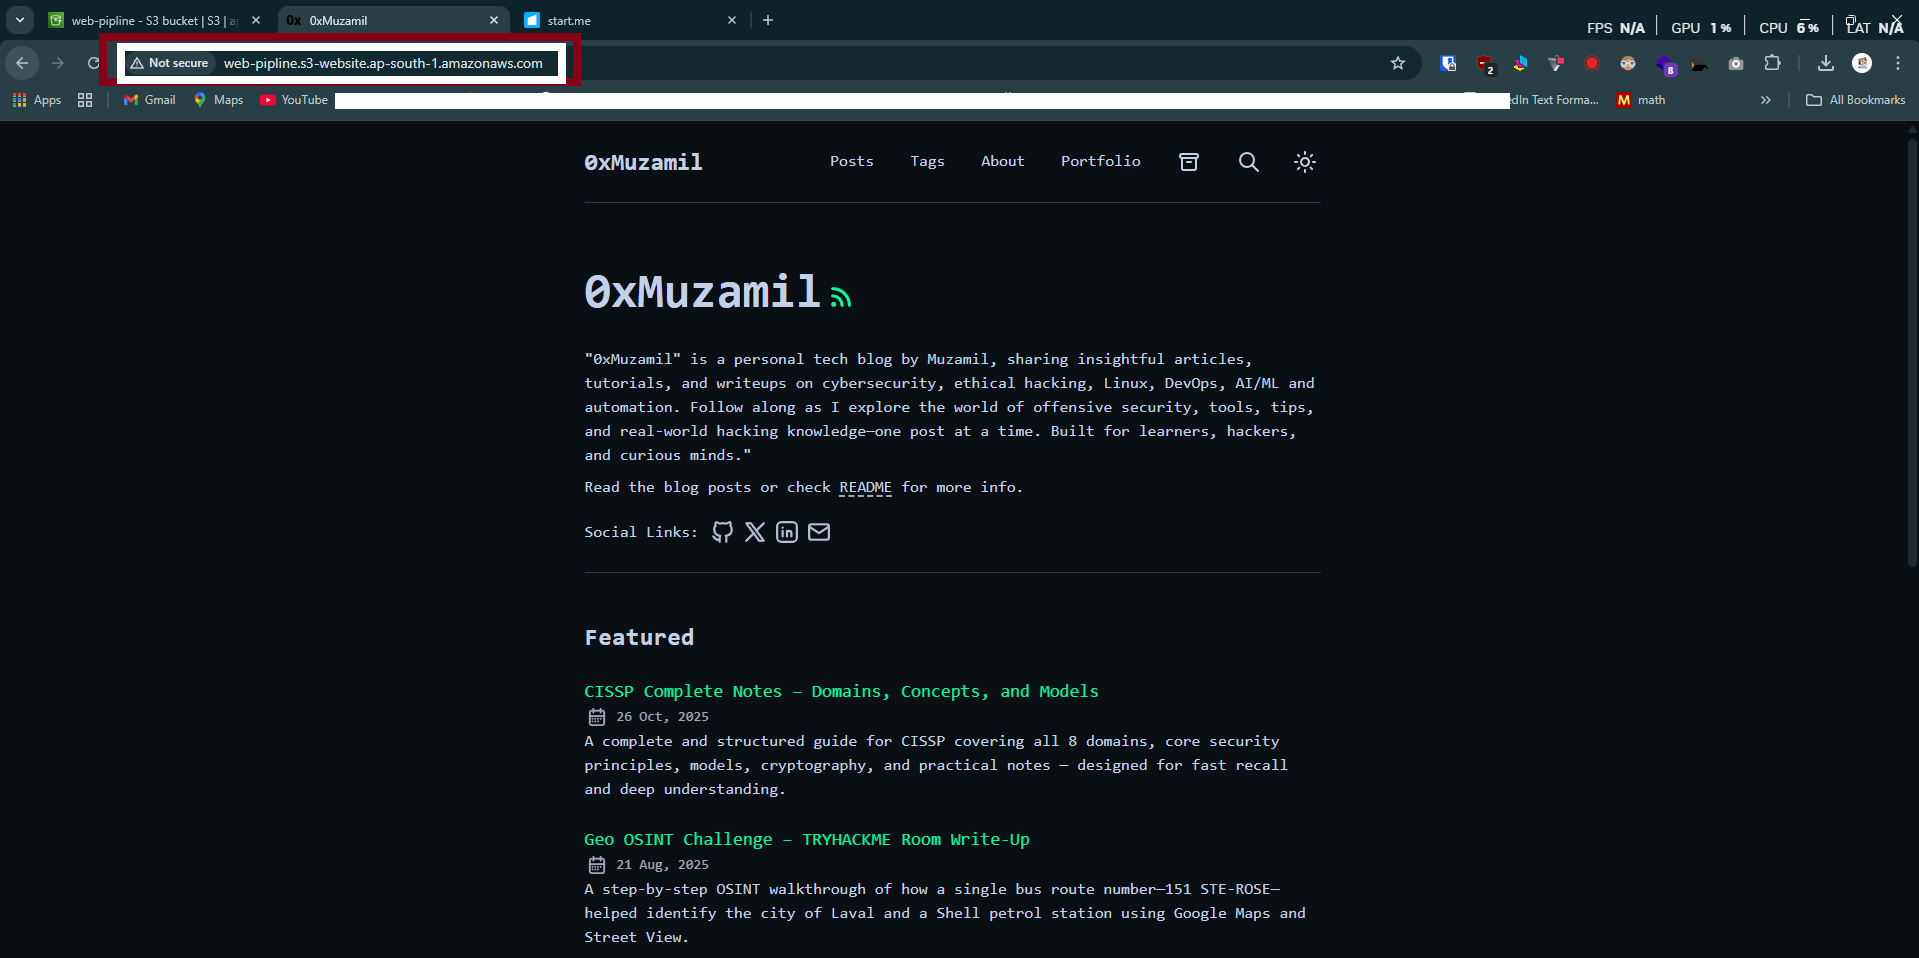 web-pipline - S3 bucket | S3 | a
0xMuzamil
start.me
FPS N/A GPU 1% CPU 6% LAT N/A
Not secure
web-pipline.s3-website.ap-south-1.amazonaws.com
2
8
Apps
Gmail
Maps
YouTube
dIn Text Forma...
math
All Bookmarks
0xMuzamil
Posts
Tags
About
Portfolio
0xMuzamil
"0xMuzamil" is a personal tech blog by Muzamil, sharing insightful articles,
tutorials, and writeups on cybersecurity, ethical hacking, Linux, DevOps, AI/ML and
automation. Follow along as I explore the world of offensive security, tools, tips,
and real-world hacking knowledge—one post at a time. Built for learners, hackers,
and curious minds."
Read the blog posts or check README for more info.
Social Links:
Featured
CISSP Complete Notes – Domains, Concepts, and Models
26 Oct, 2025
A complete and structured guide for CISSP covering all 8 domains, core security
principles, models, cryptography, and practical notes — designed for fast recall
and deep understanding.
Geo OSINT Challenge – TRYHACKME Room Write-Up
21 Aug, 2025
A step-by-step OSINT walkthrough of how a single bus route number—151 STE-ROSE—
helped identify the city of Laval and a Shell petrol station using Google Maps and
Street View.